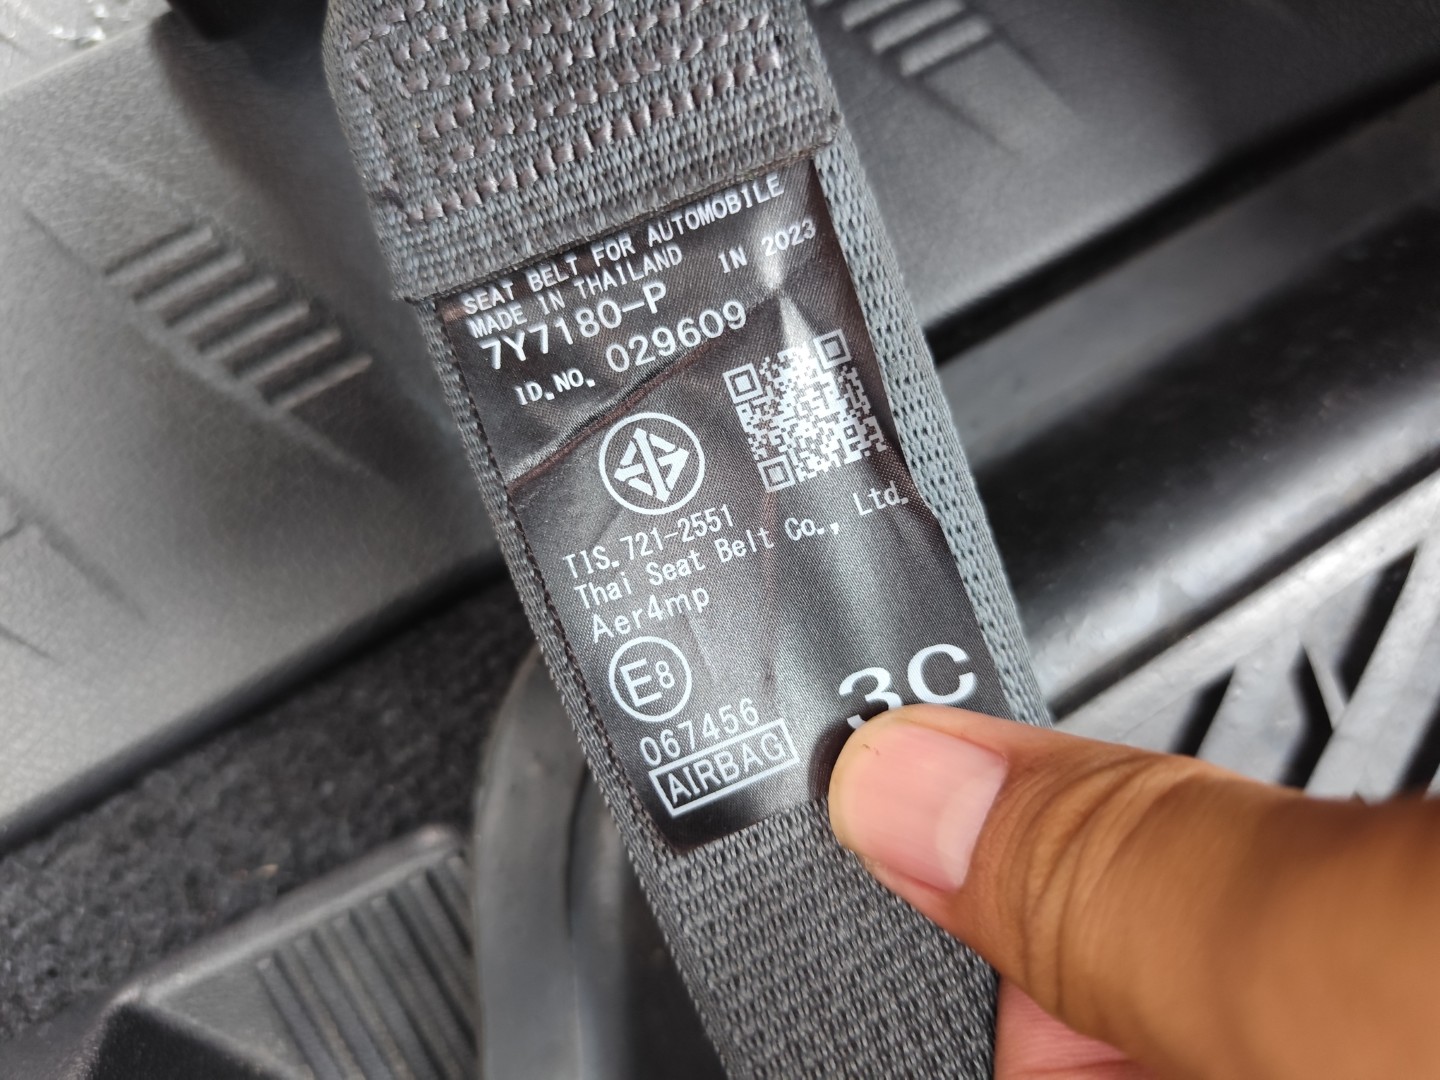 SEAT BELT FOR AUTOMOBILE
MADE IN THAILAND IN 2023
7Y7180-P
ID.NO. 029609
TIS.721-2551
Thai Seat Belt Co., Ltd.
Aer4mp
E8
067456
3C
AIRBAG